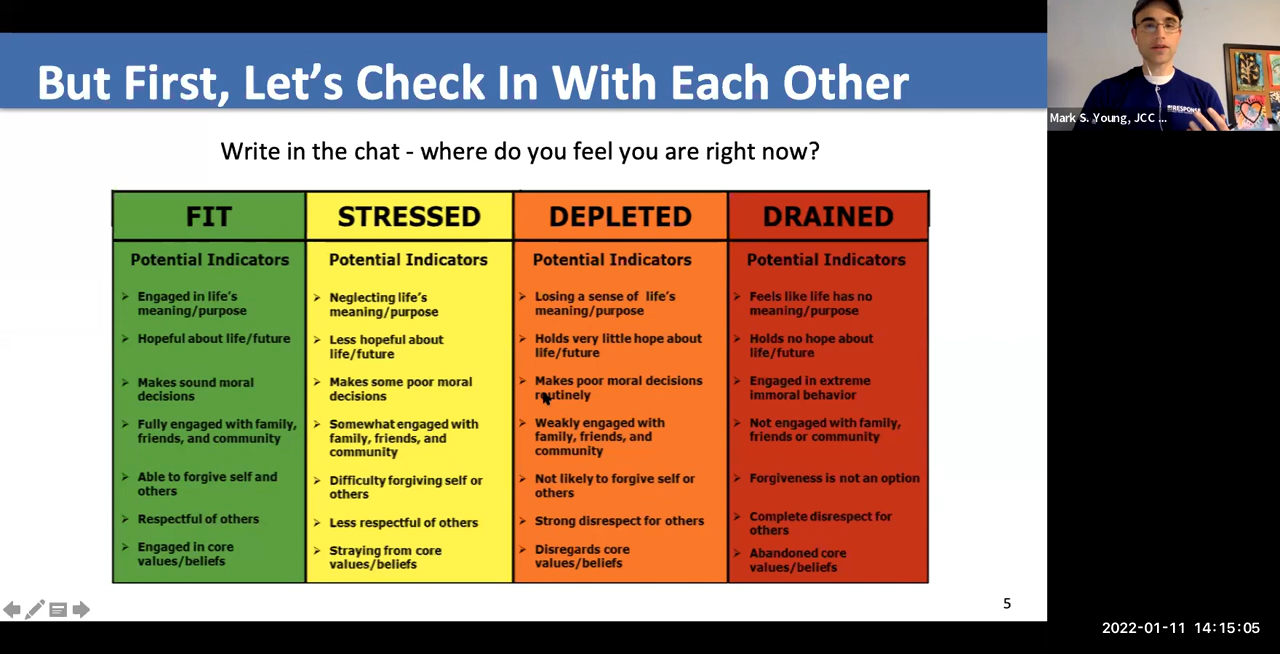 But First, Let's Check In With Each Other
Mark S. Young, JCC ...
RESPONSE
Write in the chat - where do you feel you are right now?
FIT
Potential Indicators
Engaged in life's
meaning/purpose
Hopeful about life/future
Makes sound moral
decisions
Fully engaged with family,
friends, and community
Able to forgive self and
others
Respectful of others
Engaged in core
values/beliefs
STRESSED
Potential Indicators
Neglecting life's
meaning/purpose
Less hopeful about
life/future
Makes some poor moral
decisions
Somewhat engaged with
family, friends, and
community
Difficulty forgiving self or
others
Less respectful of others
Straying from core
values/beliefs
DEPLETED
Potential Indicators
Losing a sense of life's
meaning/purpose
Holds very little hope about
life/future
Makes poor moral decisions
routinely
Weakly engaged with
family, friends, and
community
Not likely to forgive self or
others
Strong disrespect for others
Disregards core
values/beliefs
DRAINED
Potential Indicators
Feels like life has no
meaning/purpose
Holds no hope about
life/future
Engaged in extreme
immoral behavior
Not engaged with family,
friends or community
Forgiveness is not an option
Complete disrespect for
others
Abandoned core
values/beliefs
5
2022-01-11 14:15:05